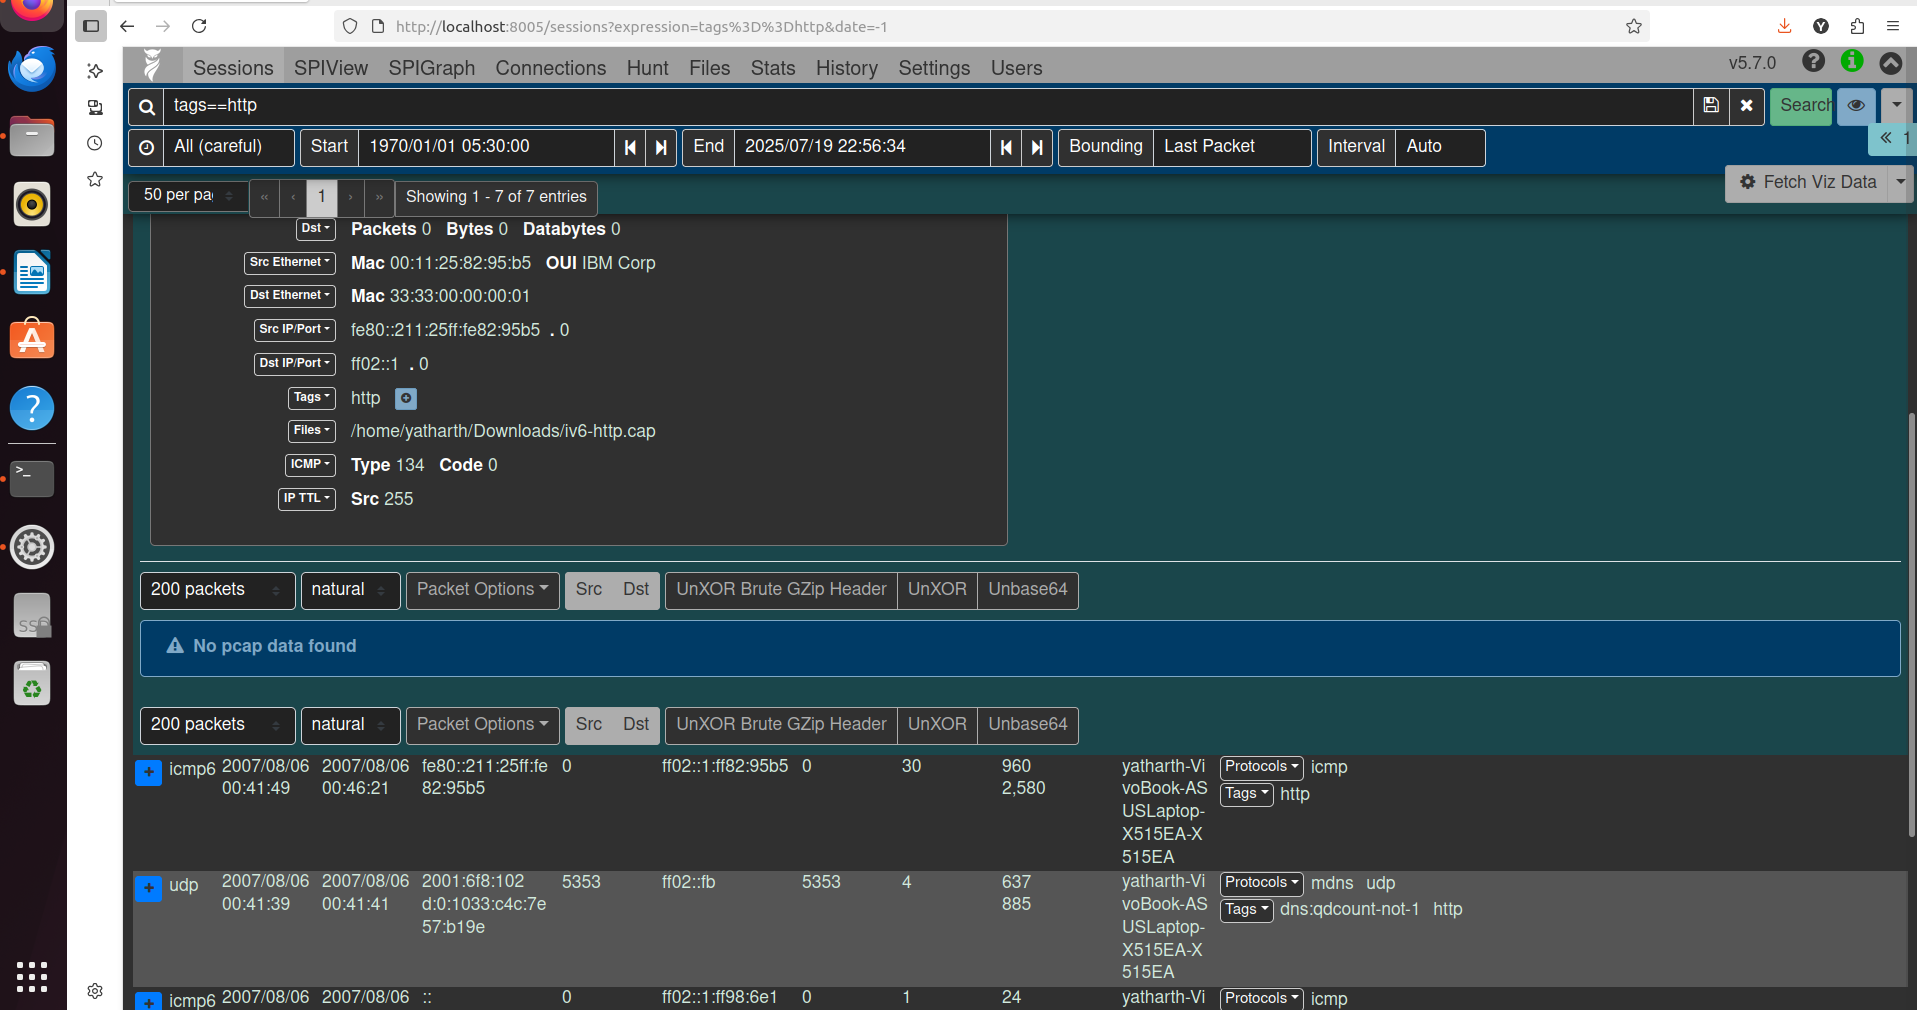 http://localhost:8005/sessions?expression=tags%3D%3Dhttp&date=-1
Sessions SPIView SPIGraph Connections Hunt Files Stats History Settings Users v5.7.0
tags==http Search
All (careful) Start 1970/01/01 05:30:00 End 2025/07/19 22:56:34 Bounding Last Packet Interval Auto
« 1
50 per pa « ‹ 1 › » Showing 1 - 7 of 7 entries Fetch Viz Data
Dst Packets 0 Bytes 0 Databytes 0
Src Ethernet Mac 00:11:25:82:95:b5 OUI IBM Corp
Dst Ethernet Mac 33:33:00:00:00:01
Src IP/Port fe80::211:25ff:fe82:95b5 . 0
Dst IP/Port ff02::1 . 0
Tags http
Files /home/yatharth/Downloads/iv6-http.cap
ICMP Type 134 Code 0
IP TTL Src 255
200 packets natural Packet Options Src Dst UnXOR Brute GZip Header UnXOR Unbase64
No pcap data found
200 packets natural Packet Options Src Dst UnXOR Brute GZip Header UnXOR Unbase64
icmp6 2007/08/06 2007/08/06 fe80::211:25ff:fe 0 ff02::1:ff82:95b5 0 30 960 yatharth-Vi Protocols icmp
00:41:49 00:46:21 82:95b5 2,580 voBook-AS Tags http
USLaptop-
X515EA-X
515EA
udp 2007/08/06 2007/08/06 2001:6f8:102 5353 ff02::fb 5353 4 637 yatharth-Vi Protocols mdns udp
00:41:39 00:41:41 d:0:1033:c4c:7e 885 voBook-AS Tags dns:qdcount-not-1 http
57:b19e USLaptop-
X515EA-X
515EA
icmp6 2007/08/06 2007/08/06 :: 0 ff02::1:ff98:6e1 0 1 24 yatharth-Vi Protocols icmp